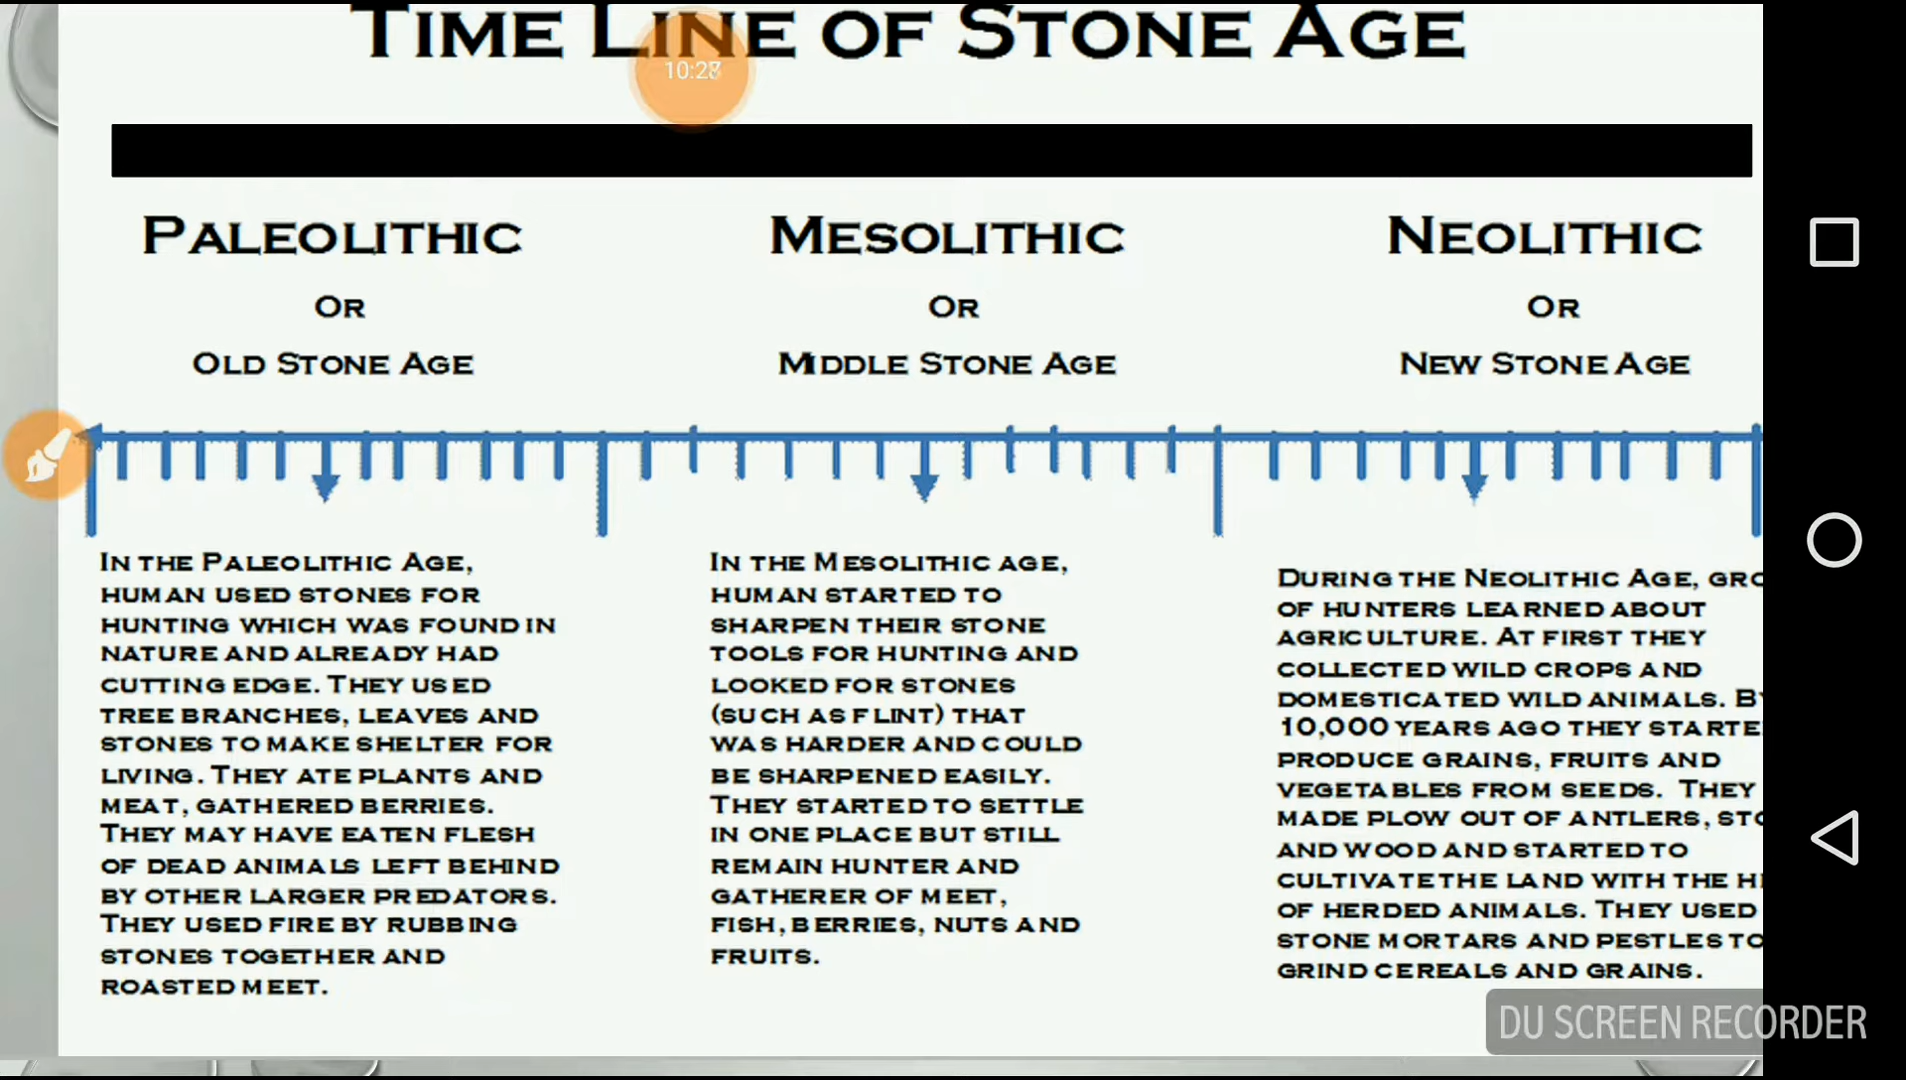 TIME LINE OF STONE AGE
10:28
PALEOLITHIC
OR
OLD STONE AGE
MESOLITHIC
OR
MIDDLE STONE AGE
NEOLITHIC
OR
NEW STONE AGE
IN THE PALEOLITHIC AGE,
HUMAN USED STONES FOR
HUNTING WHICH WAS FOUND IN
NATURE AND ALREADY HAD
CUTTING EDGE. THEY USED
TREE BRANCHES, LEAVES AND
STONES TO MAKE SHELTER FOR
LIVING. THEY ATE PLANTS AND
MEAT, GATHERED BERRIES.
THEY MAY HAVE EATEN FLESH
OF DEAD ANIMALS LEFT BEHIND
BY OTHER LARGER PREDATORS.
THEY USED FIRE BY RUBBING
STONES TOGETHER AND
ROASTED MEET.
IN THE MESOLITHIC AGE,
HUMAN STARTED TO
SHARPEN THEIR STONE
TOOLS FOR HUNTING AND
LOOKED FOR STONES
(SUCH AS FLINT) THAT
WAS HARDER AND COULD
BE SHARPENED EASILY.
THEY STARTED TO SETTLE
IN ONE PLACE BUT STILL
REMAIN HUNTER AND
GATHERER OF MEET,
FISH, BERRIES, NUTS AND
FRUITS.
DURING THE NEOLITHIC AGE,
OF HUNTERS LEARNED ABOUT
AGRICULTURE. AT FIRST THEY
COLLECTED WILD CROPS AND
DOMESTICATED WILD ANIMALS.
10,000 YEARS AGO THEY
PRODUCE GRAINS, FRUITS AND
VEGETABLES FROM SEEDS. THEY
MADE PLOW OUT OF ANTLERS,
AND WOOD AND STARTED TO
CULTIVATE THE LAND WITH THE
OF HERDED ANIMALS. THEY USED
STONE MORTARS AND PESTLES TO
GRIND CEREALS AND GRAINS.
DU SCREEN RECORDER